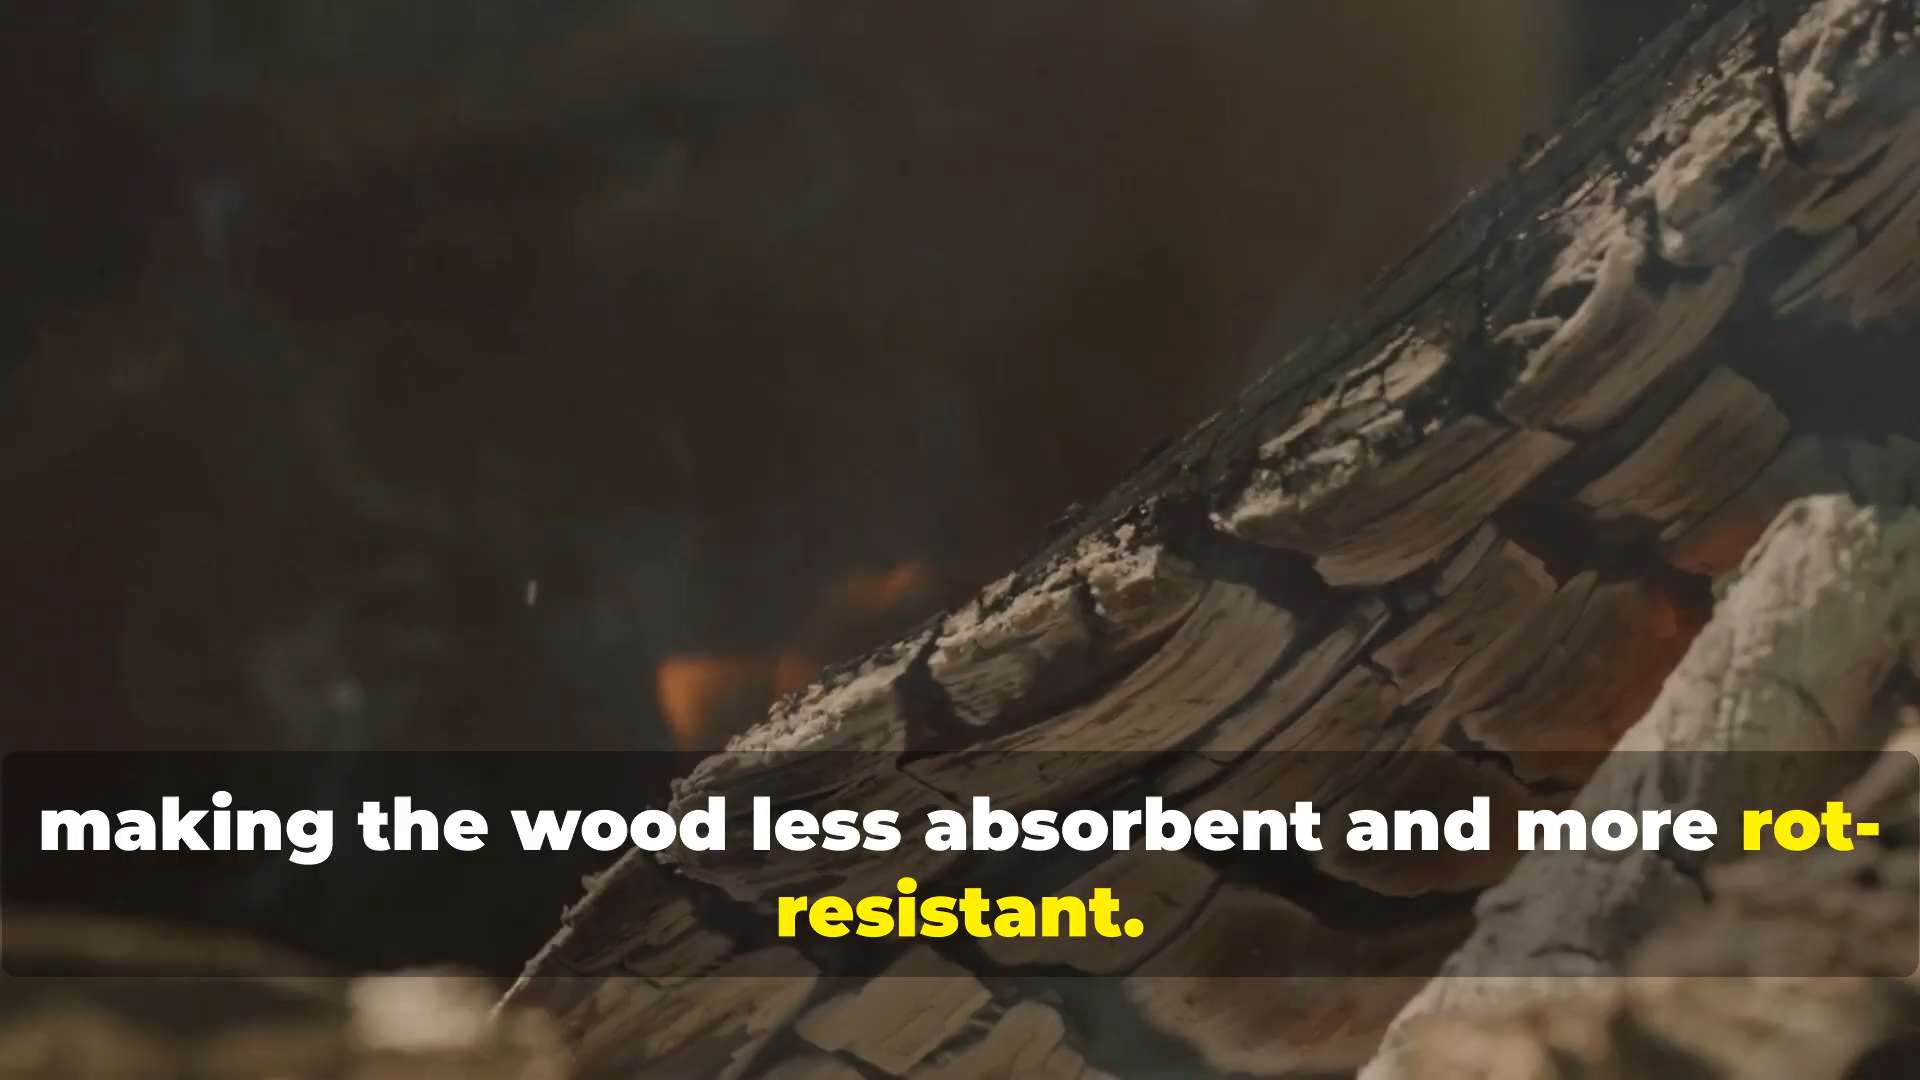 making the wood less absorbent and more rot-
resistant.